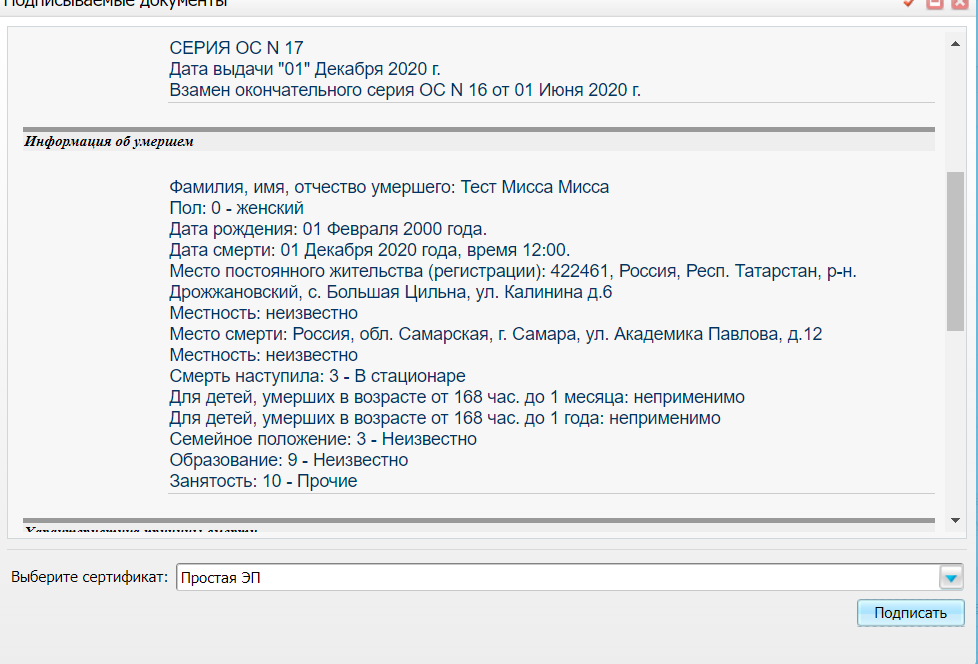 Подписываемые документы
СЕРИЯ ОС N 17
Дата выдачи "01" Декабря 2020 г.
Взамен окончательного серия ОС N 16 от 01 Июня 2020 г.
Информация об умершем
Фамилия, имя, отчество умершего: Тест Мисса Мисса
Пол: 0 - женский
Дата рождения: 01 Февраля 2000 года.
Дата смерти: 01 Декабря 2020 года, время 12:00.
Место постоянного жительства (регистрации): 422461, Россия, Респ. Татарстан, р-н.
Дрожжановский, с. Большая Цильна, ул. Калинина д.6
Местность: неизвестно
Место смерти: Россия, обл. Самарская, г. Самара, ул. Академика Павлова, д.12
Местность: неизвестно
Смерть наступила: 3 - В стационаре
Для детей, умерших в возрасте от 168 час. до 1 месяца: неприменимо
Для детей, умерших в возрасте от 168 час. до 1 года: неприменимо
Семейное положение: 3 - Неизвестно
Образование: 9 - Неизвестно
Занятость: 10 - Прочие
Характеристика причины смерти
Выберите сертификат: Простая ЭП
Подписать